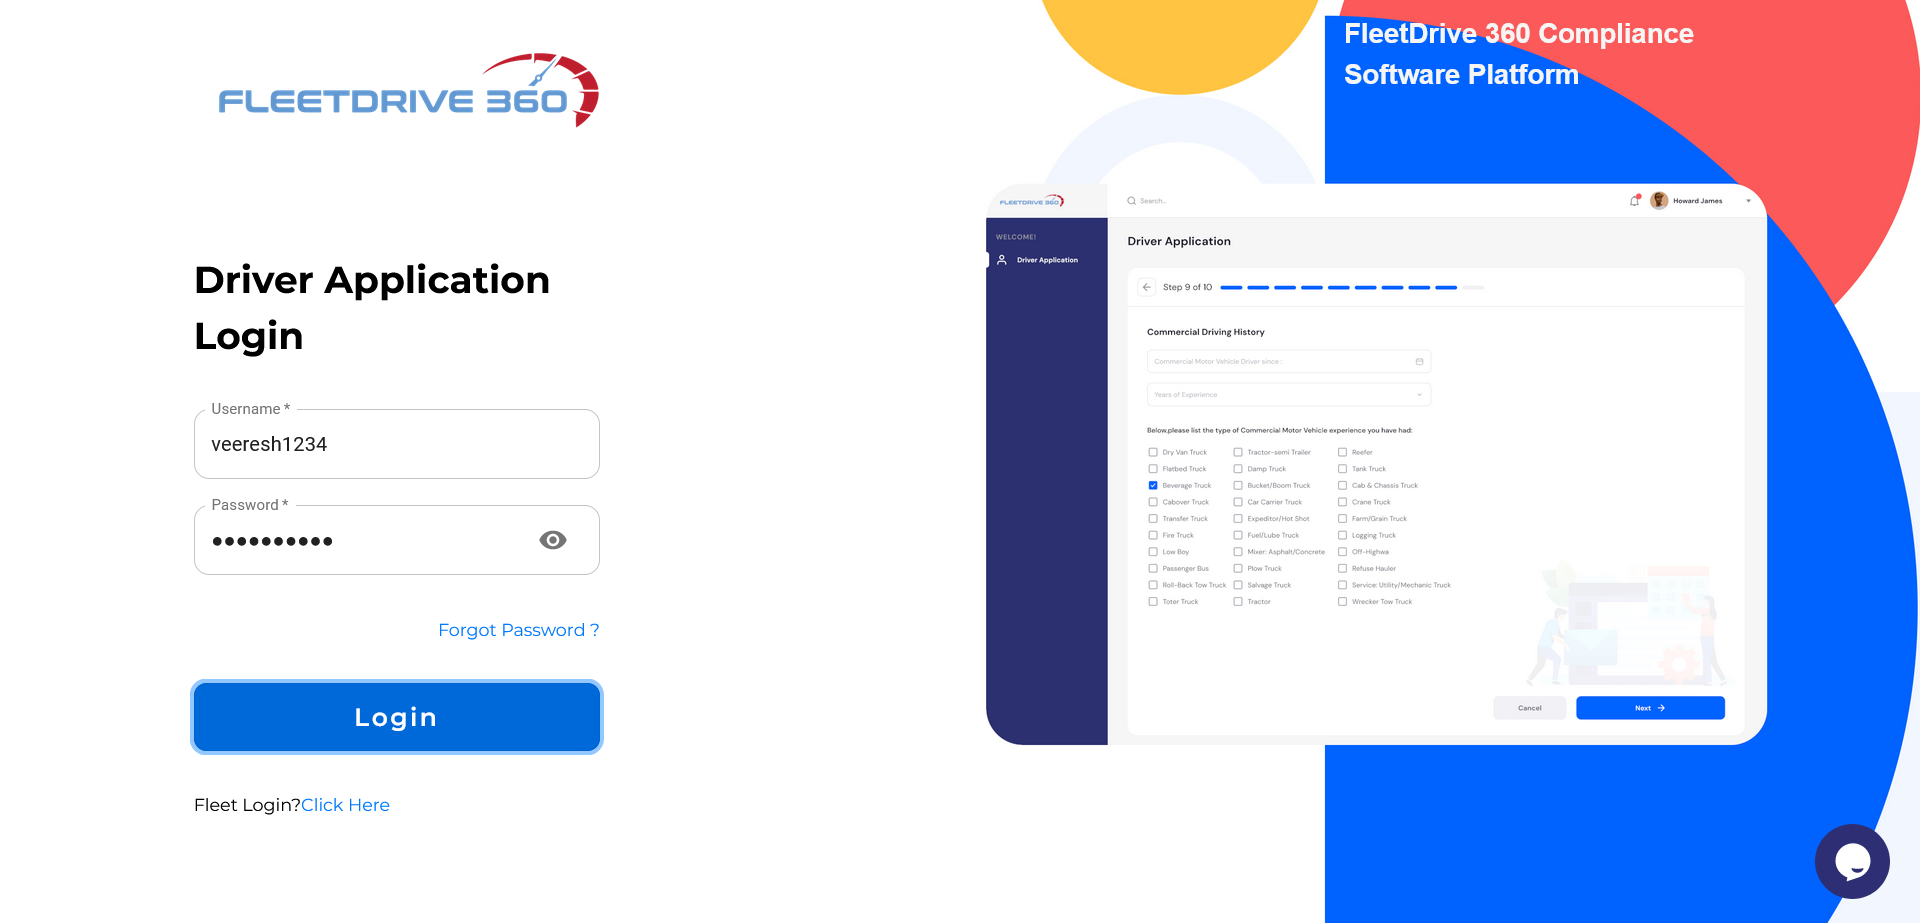 FLEETDRIVE 360
Driver Application
Login
Username *
veeresh1234
Password *
••••••••••
Forgot Password ?
Login
Fleet Login?Click Here
FleetDrive 360 Compliance
Software Platform
FLEETDRIVE 360
Search..
Howard James
WELCOME!
Driver Application
Driver Application
Step 9 of 10
Commercial Driving History
Commercial Motor Vehicle Driver since :
Years of Experience
Below,please list the type of Commercial Motor Vehicle experience you have had:
Dry Van Truck Tractor-semi Trailer Reefer
Flatbed Truck Damp Truck Tank Truck
Beverage Truck Bucket/Boom Truck Cab & Chassis Truck
Cabover Truck Car Carrier Truck Crane Truck
Transfer Truck Expeditor/Hot Shot Farm/Grain Truck
Fire Truck Fuel/Lube Truck Logging Truck
Low Boy Mixer: Asphalt/Concrete Off-Highwa
Passenger Bus Plow Truck Refuse Hauler
Roll-Back Tow Truck Salvage Truck Service: Utility/Mechanic Truck
Toter Truck Tractor Wrecker Tow Truck
Cancel Next